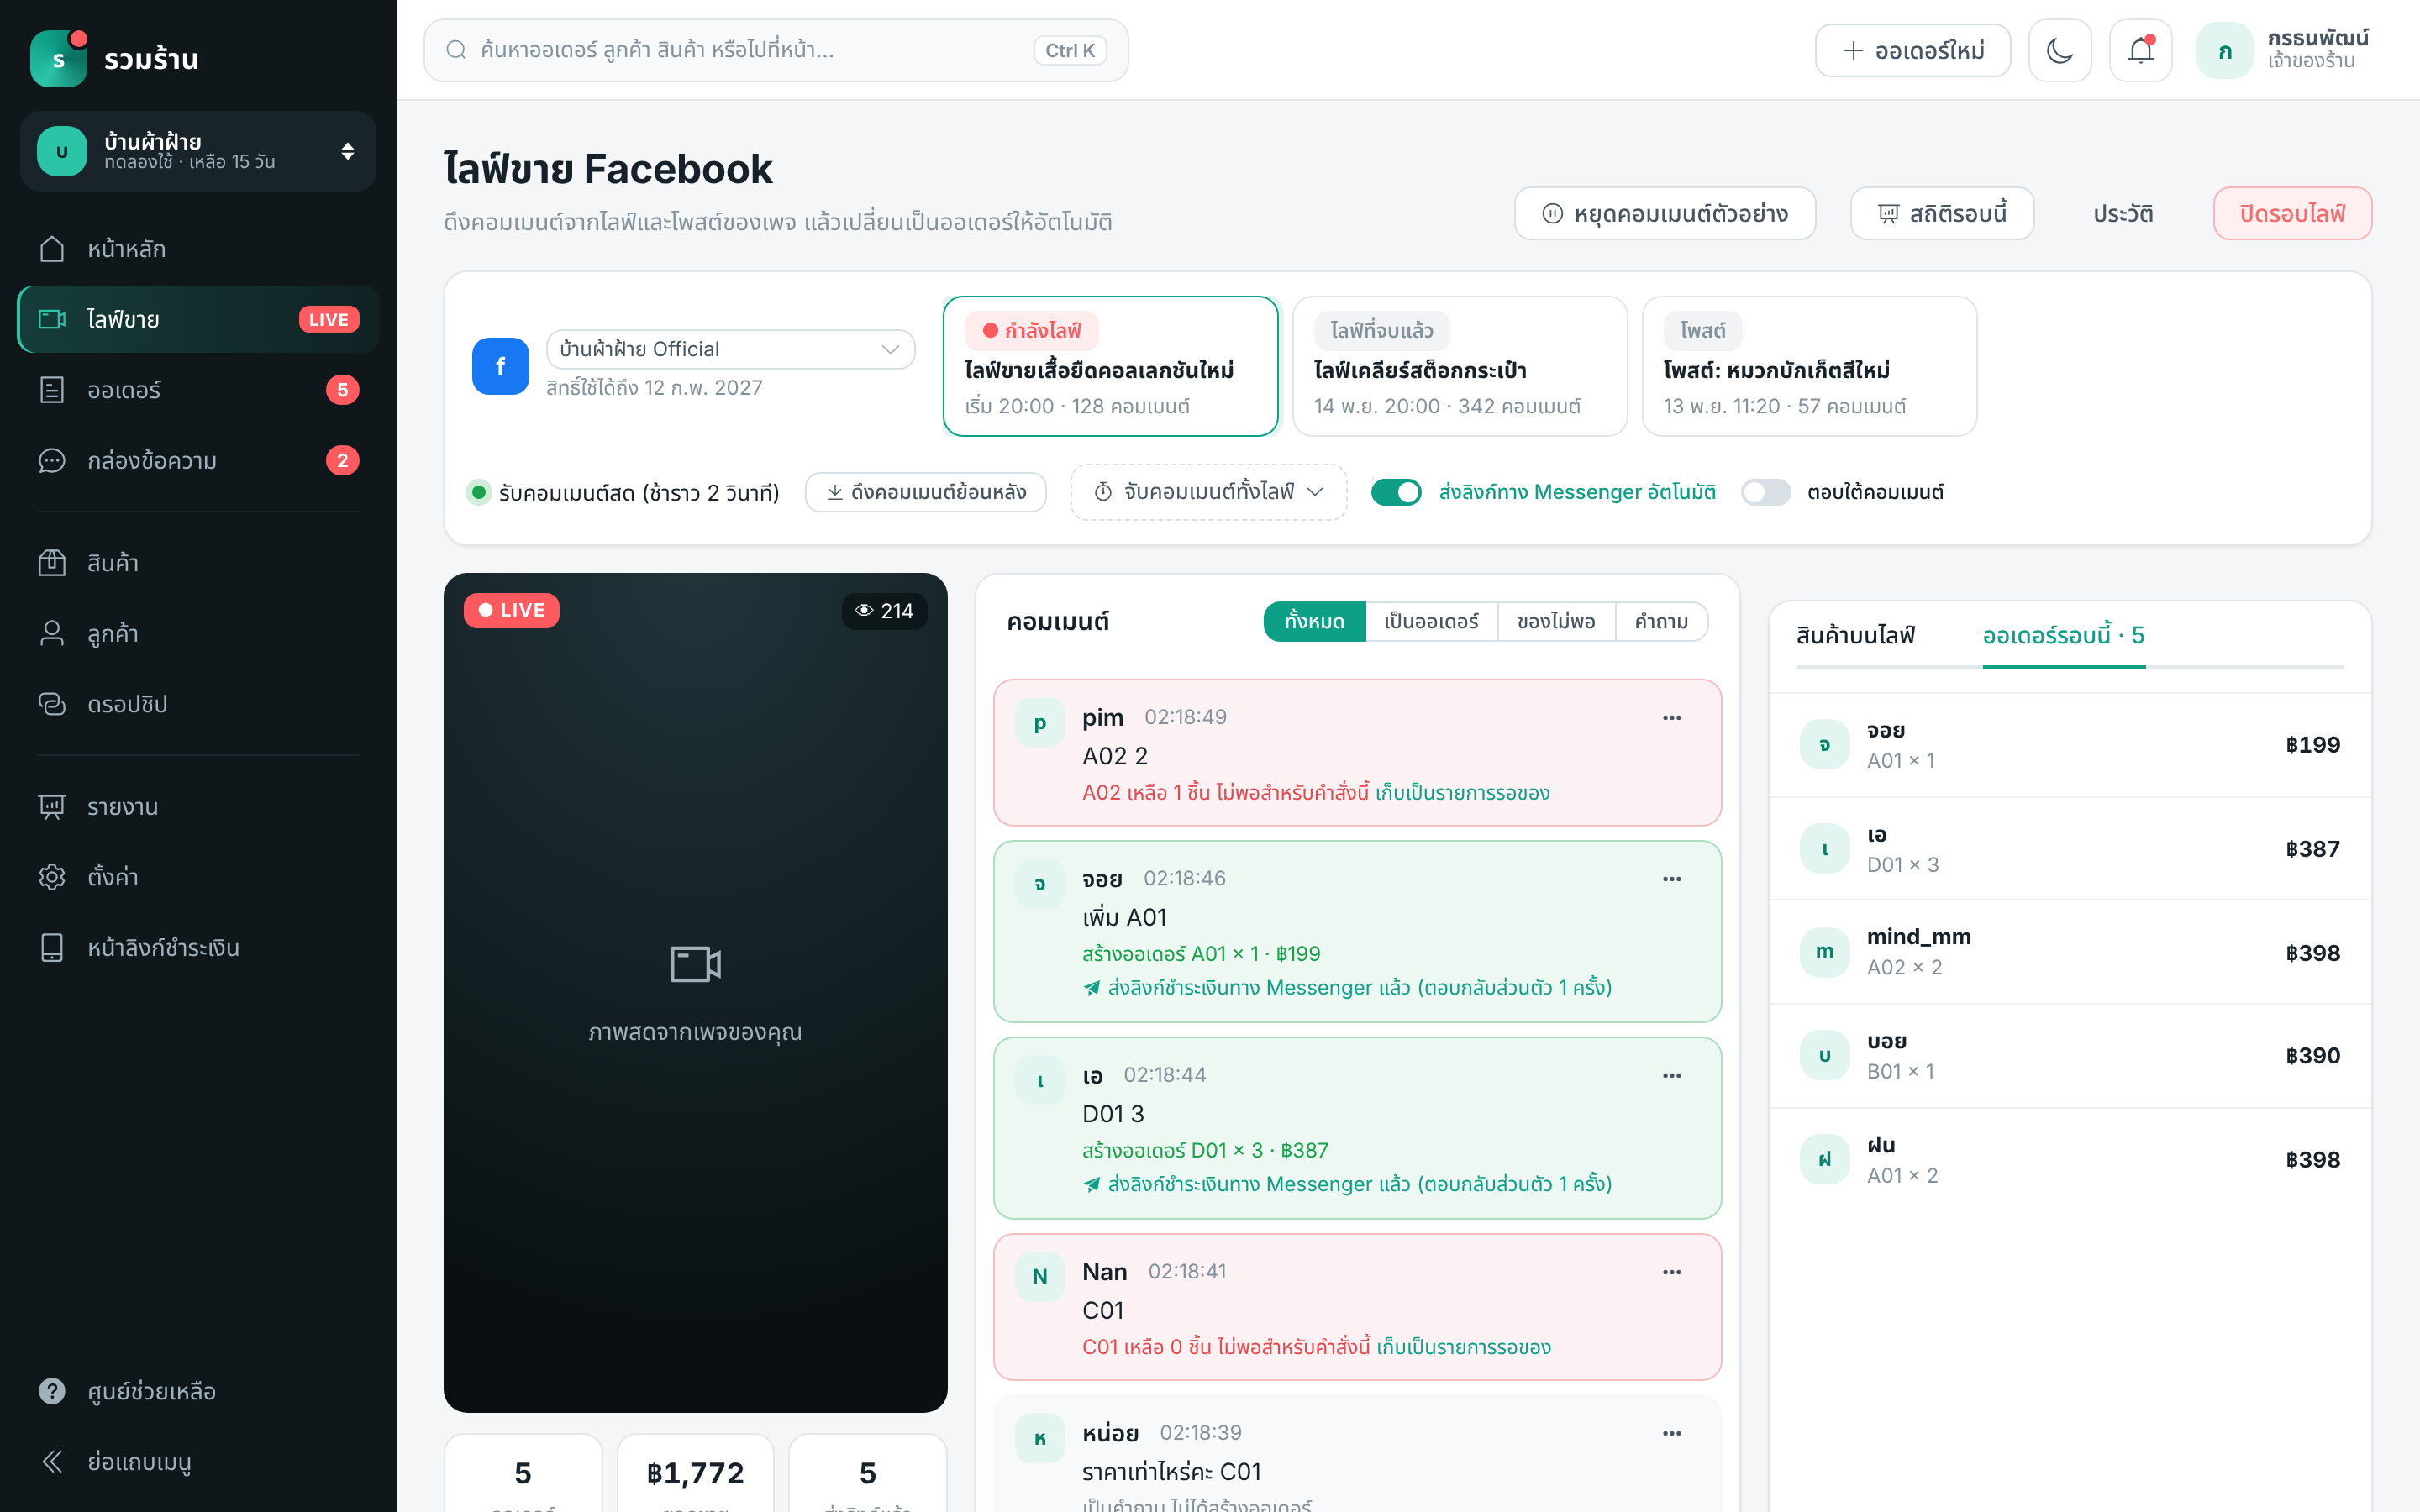 s
รวมร้าน
บ
บ้านผ้าฝ้าย
ทดลองใช้ · เหลือ 15 วัน
หน้าหลัก
ไลฟ์ขาย
LIVE
ออเดอร์
5
กล่องข้อความ
2
สินค้า
ลูกค้า
ดรอปชิป
รายงาน
ตั้งค่า
หน้าลิงก์ชำระเงิน
ศูนย์ช่วยเหลือ
ย่อแถบเมนู
ค้นหาออเดอร์ ลูกค้า สินค้า หรือไปที่หน้า...
Ctrl K
ออเดอร์ใหม่
ก
กรธนพัฒน์
เจ้าของร้าน
ไลฟ์ขาย Facebook
ดึงคอมเมนต์จากไลฟ์และโพสต์ของเพจ แล้วเปลี่ยนเป็นออเดอร์ให้อัตโนมัติ
หยุดคอมเมนต์ตัวอย่าง
สถิติรอบนี้
ประวัติ
ปิดรอบไลฟ์
f
บ้านผ้าฝ้าย Official
สิทธิ์ใช้ได้ถึง 12 ก.พ. 2027
กำลังไลฟ์
ไลฟ์ขายเสื้อยืดคอลเลกชันใหม่
เริ่ม 20:00 · 128 คอมเมนต์
ไลฟ์ที่จบแล้ว
ไลฟ์เคลียร์สต็อกกระเป๋า
14 พ.ย. 20:00 · 342 คอมเมนต์
โพสต์
โพสต์: หมวกบักเก็ตสีใหม่
13 พ.ย. 11:20 · 57 คอมเมนต์
รับคอมเมนต์สด (ช้าราว 2 วินาที)
ดึงคอมเมนต์ย้อนหลัง
จับคอมเมนต์ทั้งไลฟ์
ส่งลิงก์ทาง Messenger อัตโนมัติ
ตอบใต้คอมเมนต์
LIVE
214
ภาพสดจากเพจของคุณ
5
฿1,772
5
คอมเมนต์
ทั้งหมด
เป็นออเดอร์
ของไม่พอ
คำถาม
p
pim 02:18:49
A02 2
A02 เหลือ 1 ชิ้น ไม่พอสำหรับคำสั่งนี้ เก็บเป็นรายการรอของ
จ
จอย 02:18:46
เพิ่ม A01
สร้างออเดอร์ A01 × 1 · ฿199
ส่งลิงก์ชำระเงินทาง Messenger แล้ว (ตอบกลับส่วนตัว 1 ครั้ง)
เ
เอ 02:18:44
D01 3
สร้างออเดอร์ D01 × 3 · ฿387
ส่งลิงก์ชำระเงินทาง Messenger แล้ว (ตอบกลับส่วนตัว 1 ครั้ง)
N
Nan 02:18:41
C01
C01 เหลือ 0 ชิ้น ไม่พอสำหรับคำสั่งนี้ เก็บเป็นรายการรอของ
ห
หน่อย 02:18:39
ราคาเท่าไหร่คะ C01
เป็นคำถาม ไม่ได้สร้างออเดอร์
สินค้าบนไลฟ์
ออเดอร์รอบนี้ · 5
จ
จอย
A01 × 1
฿199
เ
เอ
D01 × 3
฿387
m
mind_mm
A02 × 2
฿398
บ
บอย
B01 × 1
฿390
ฝ
ฝน
A01 × 2
฿398